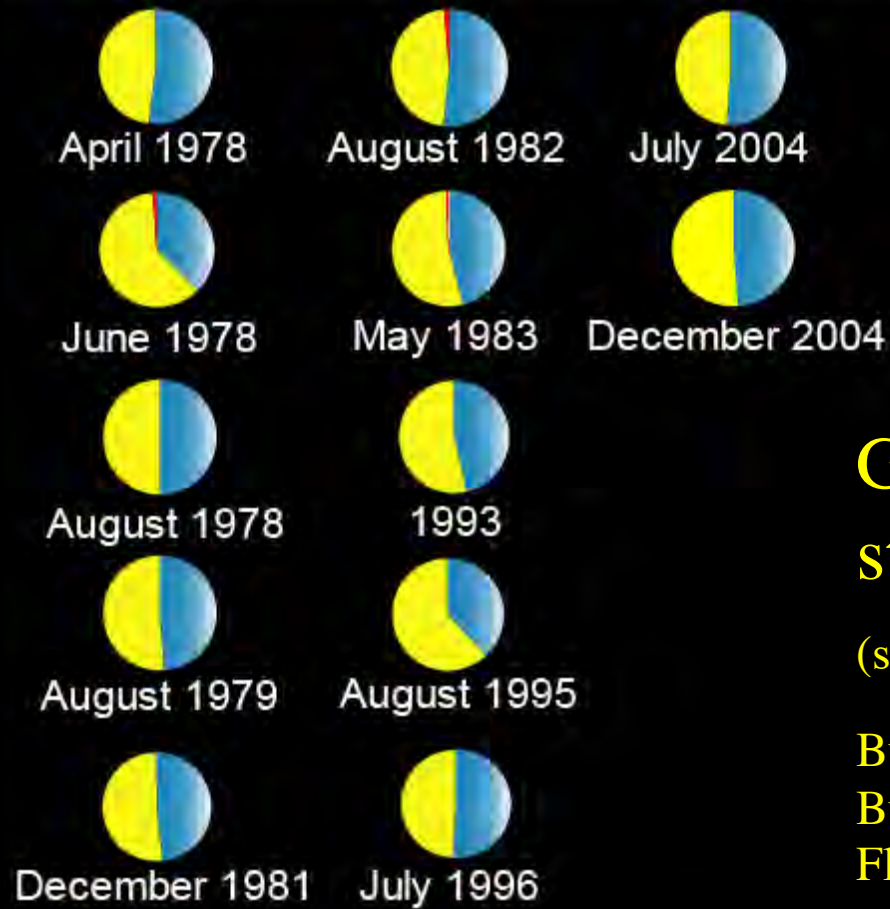 April 1978
August 1982
July 2004
June 1978
May 1983
December 2004
August 1978
1993
August 1979
August 1995
December 1981
July 1996